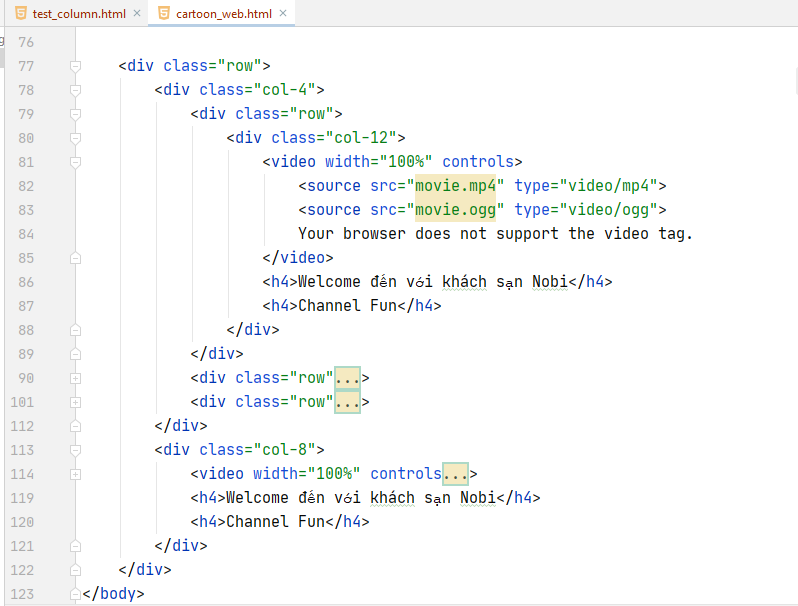 test_column.html cartoon_web.html
76
77 <div class="row">
78 <div class="col-4">
79 <div class="row">
80 <div class="col-12">
81 <video width="100%" controls>
82 <source src="movie.mp4" type="video/mp4">
83 <source src="movie.ogg" type="video/ogg">
84 Your browser does not support the video tag.
85 </video>
86 <h4>Welcome đến với khách sạn Nobi</h4>
87 <h4>Channel Fun</h4>
88 </div>
89 </div>
90 <div class="row"...>
101 <div class="row"...>
112 </div>
113 <div class="col-8">
114 <video width="100%" controls...>
119 <h4>Welcome đến với khách sạn Nobi</h4>
120 <h4>Channel Fun</h4>
121 </div>
122 </div>
123 </body>